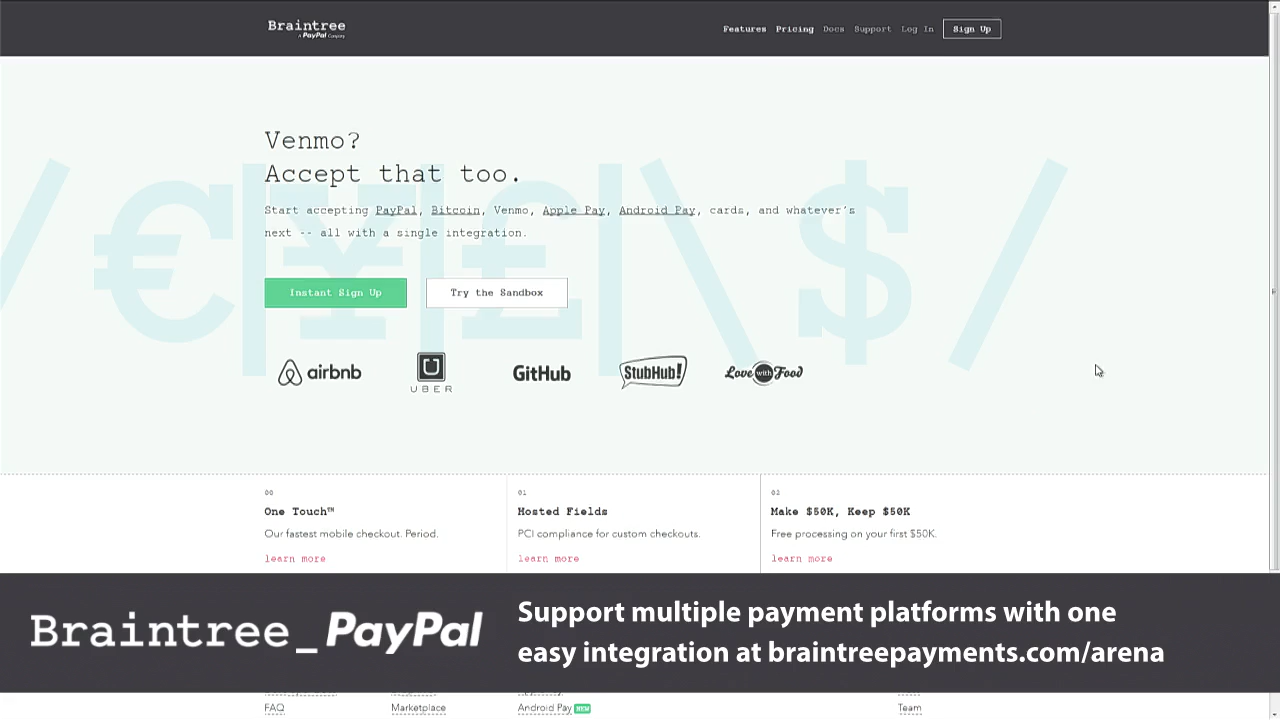 Braintree
A PayPal Company
Features Pricing Docs Support Log In Sign Up
Venmo?
Accept that too.
Start accepting PayPal, Bitcoin, Venmo, Apple Pay, Android Pay, cards, and whatever's
next -- all with a single integration.
Instant Sign Up Try the Sandbox
airbnb UBER GitHub StubHub! Love with Food
00 01 02
One Touch™ Hosted Fields Make $50K, Keep $50K
Our fastest mobile checkout. Period. PCI compliance for custom checkouts. Free processing on your first $50K.
learn more learn more learn more
Braintree_PayPal
Support multiple payment platforms with one
easy integration at braintreepayments.com/arena
FAQ Marketplace Android Pay NEW Team